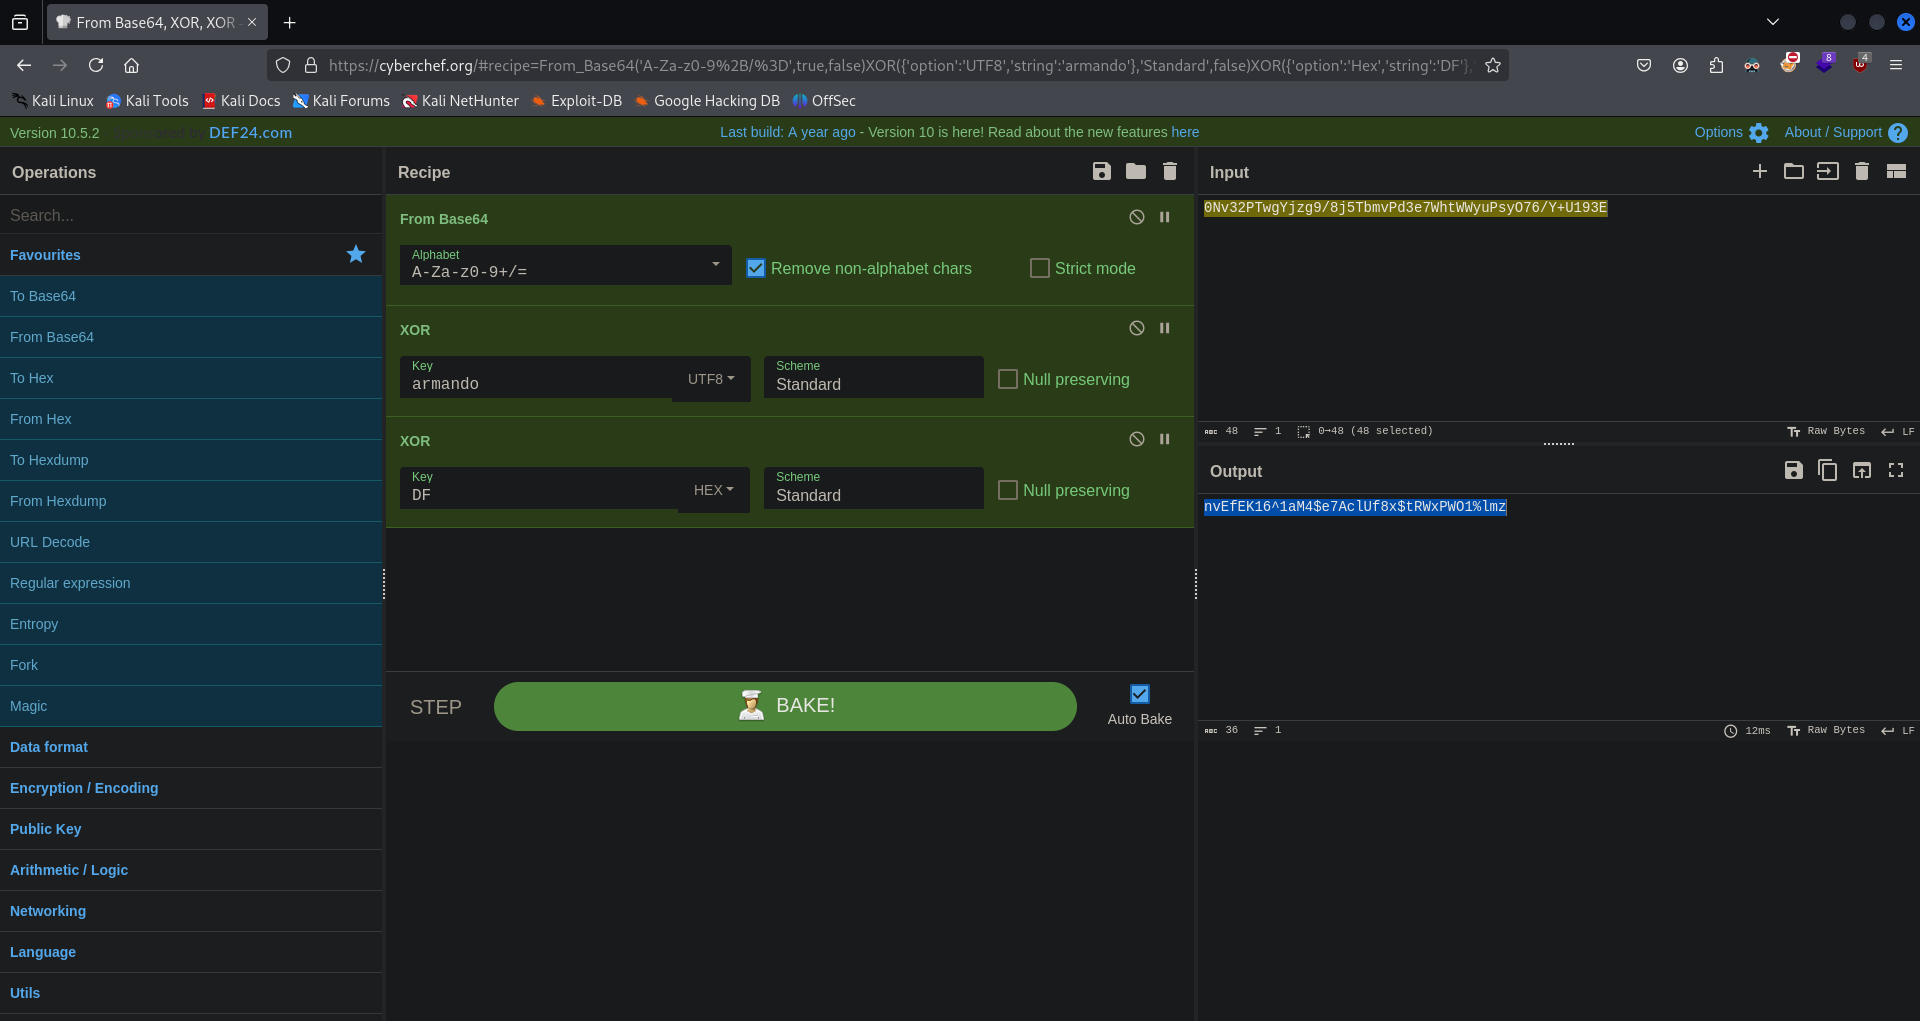 From Base64, XOR, XOR
https://cyberchef.org/#recipe=From_Base64('A-Za-z0-9%2B/%3D',true,false)XOR({'option':'UTF8','string':'armando'},'Standard',false)XOR({'option':'Hex','string':'DF'},
8
4
Kali Linux Kali Tools Kali Docs Kali Forums Kali NetHunter Exploit-DB Google Hacking DB OffSec
Version 10.5.2 DEF24.com Last build: A year ago - Version 10 is here! Read about the new features here Options About / Support
Operations
Search...
Favourites
To Base64
From Base64
To Hex
From Hex
To Hexdump
From Hexdump
URL Decode
Regular expression
Entropy
Fork
Magic
Data format
Encryption / Encoding
Public Key
Arithmetic / Logic
Networking
Language
Utils
Recipe
From Base64
Alphabet
A-Za-z0-9+/=
Remove non-alphabet chars
Strict mode
XOR
Key
armando
UTF8
Scheme
Standard
Null preserving
XOR
Key
DF
HEX
Scheme
Standard
Null preserving
STEP
BAKE!
Auto Bake
Input
0Nv32PTwgYjzg9/8j5TbmvPd3e7WhtWWyuPsyO76/Y+U193E
48 1 0→48 (48 selected) Raw Bytes LF
Output
nvEfEK16^1aM4$e7AclUf8x$tRWxPWO1%lmz
36 1 12ms Raw Bytes LF